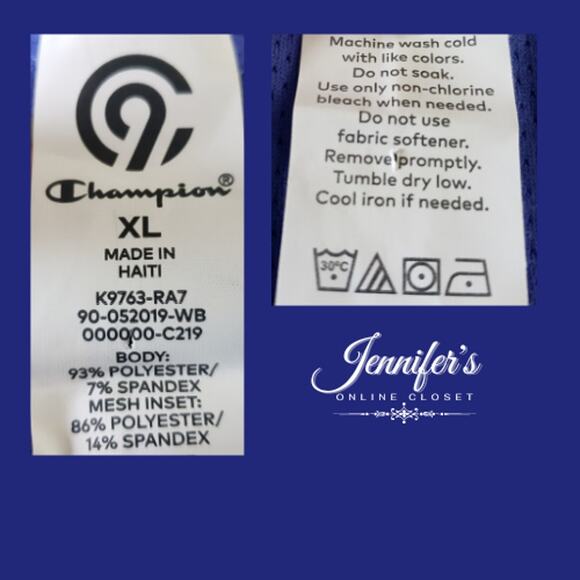 C9
Champion®
XL
MADE IN
HAITI
K9763-RA7
90-052019-WB
000000-C219
BODY:
93% POLYESTER/
7% SPANDEX
MESH INSET:
86% POLYESTER/
14% SPANDEX
Machine wash cold
with like colors.
Do not soak.
Use only non-chlorine
bleach when needed.
Do not use
fabric softener.
Remove promptly.
Tumble dry low.
Cool iron if needed.
30°C
Jennifer's
ONLINE CLOSET